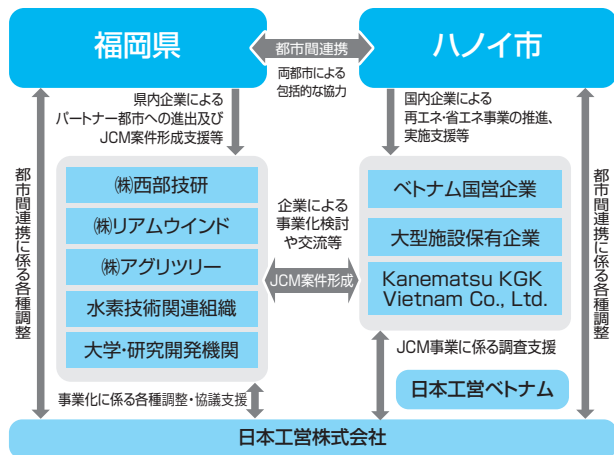 福岡県
都市間連携
ハノイ市
両都市による
包括的な協力
県内企業による
パートナー都市への進出及び
JCM案件形成支援等
国内企業による
再エネ・省エネ事業の推進、
実施支援等
都市間連携に係る各種調整
㈱西部技研
㈱リアムウインド
㈱アグリツリー
水素技術関連組織
大学・研究開発機関
企業による
事業化検討
や交流等
JCM案件形成
ベトナム国営企業
大型施設保有企業
Kanematsu KGK
Vietnam Co., Ltd.
都市間連携に係る各種調整
JCM事業に係る調査支援
日本工営ベトナム
事業化に係る各種調整・協議支援
日本工営株式会社